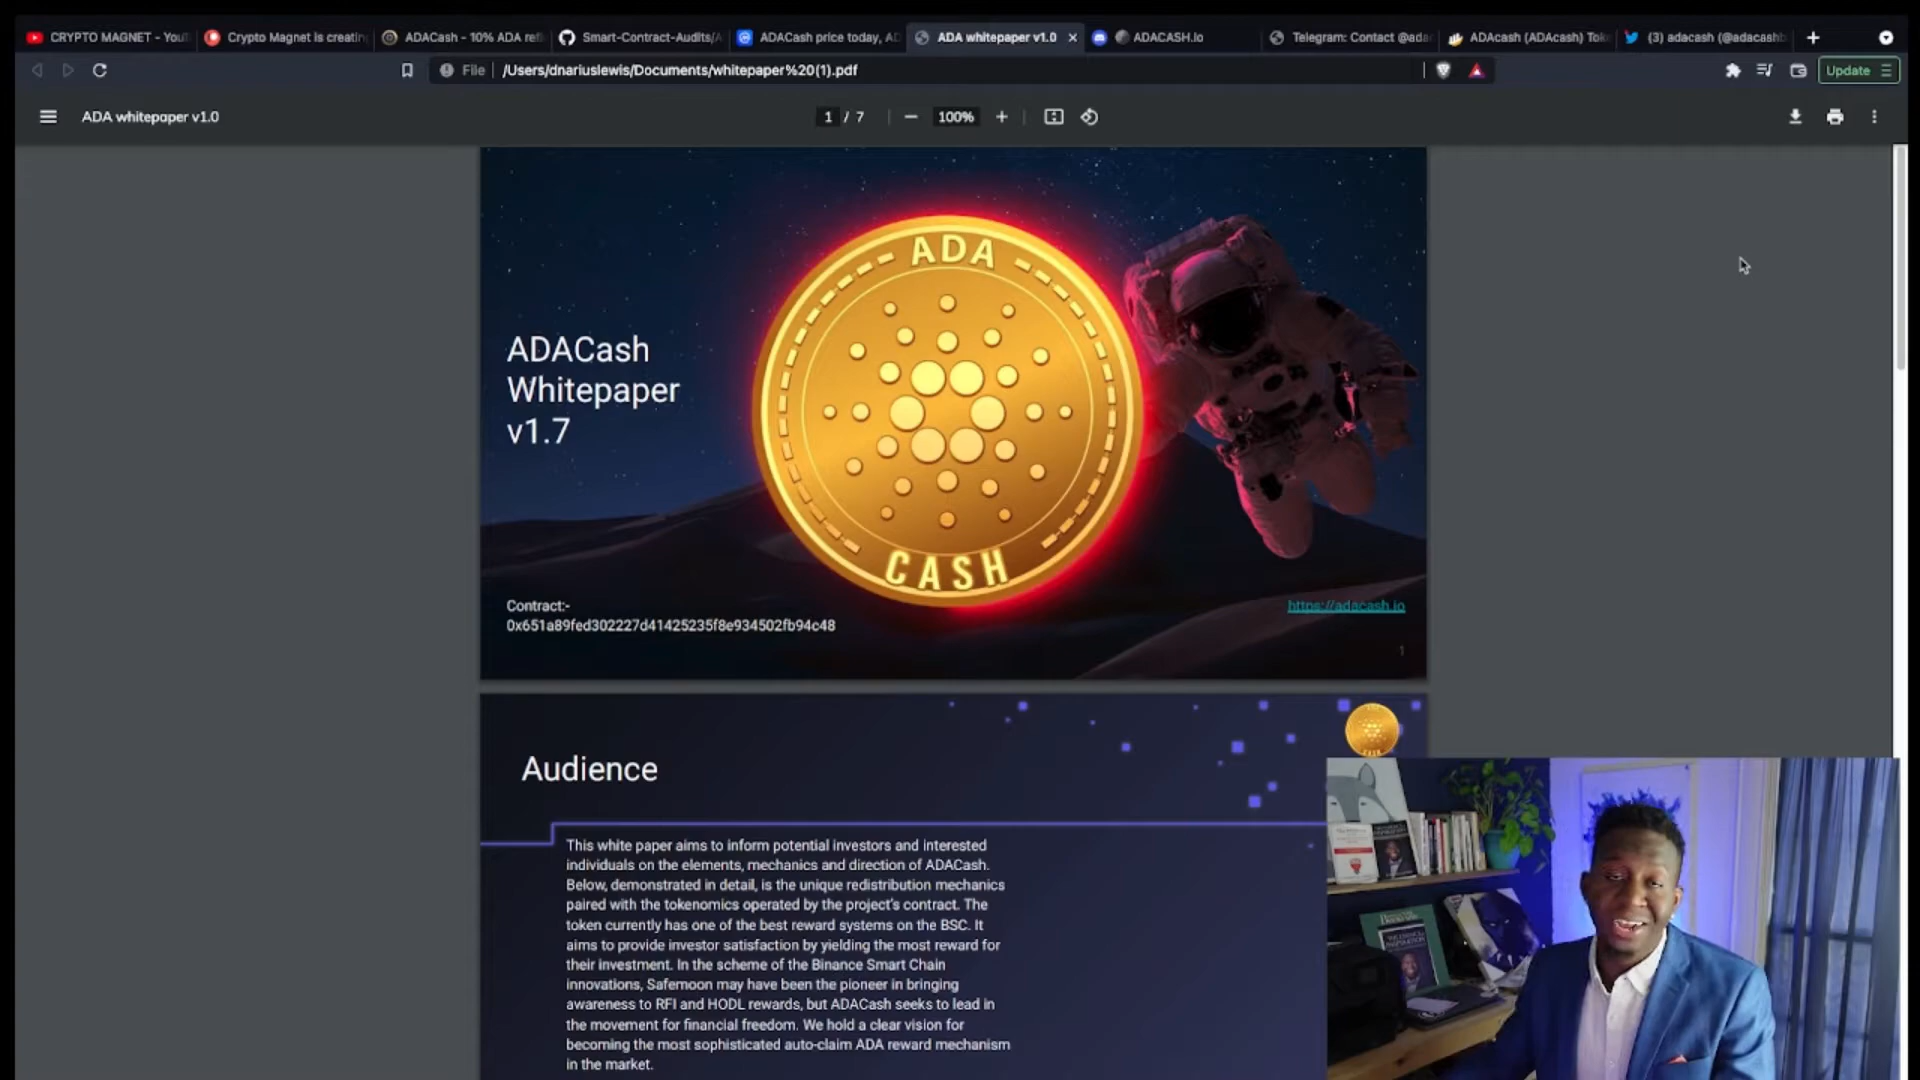 CRYPTO MAGNET - YouT
Crypto Magnet is creating
ADACash - 10% ADA ref
Smart-Contract-Audits/A
ADACash price today, AD
ADA whitepaper v1.0
ADACASH.io
Telegram: Contact @adac
ADAcash (ADAcash) Tok
(3) adacash (@adacashb
File
/Users/dnariuslewis/Documents/whitepaper%20(1).pdf
Update
ADA whitepaper v1.0
1 / 7
100%
ADA
CASH
ADACash
Whitepaper
v1.7
Contract:-
0x651a89fed302227d41425235f8e934502fb94c48
https://adacash.io
1
Audience
This white paper aims to inform potential investors and interested
individuals on the elements, mechanics and direction of ADACash.
Below, demonstrated in detail, is the unique redistribution mechanics
paired with the tokenomics operated by the project's contract. The
token currently has one of the best reward systems on the BSC. It
aims to provide investor satisfaction by yielding the most reward for
their investment. In the scheme of the Binance Smart Chain
innovations, Safemoon may have been the pioneer in bringing
awareness to RFI and HODL rewards, but ADACash seeks to lead in
the movement for financial freedom. We hold a clear vision for
becoming the most sophisticated auto-claim ADA reward mechanism
in the market.